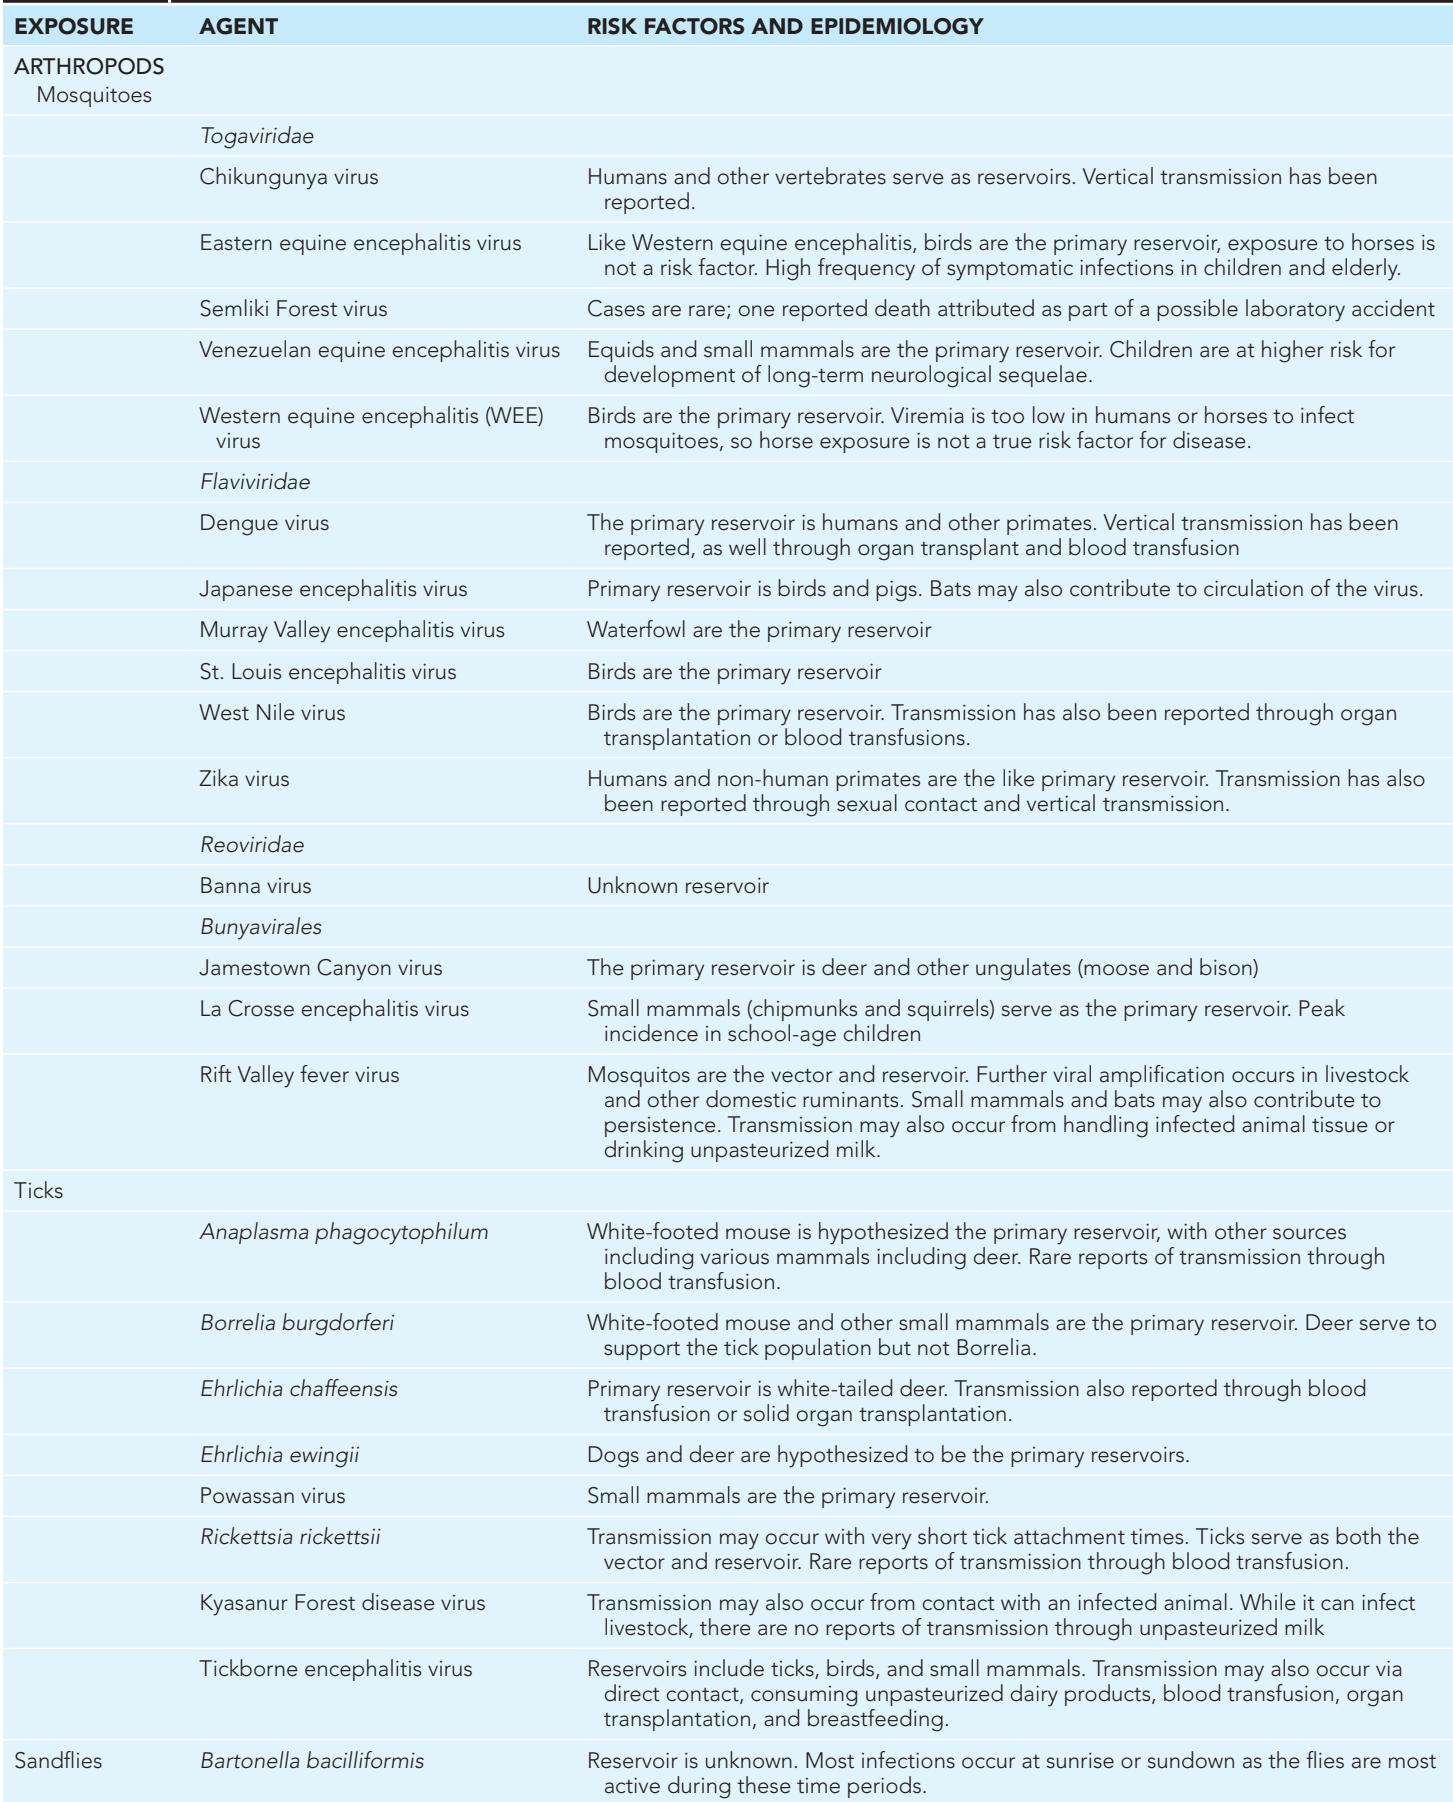 EXPOSURE AGENT RISK FACTORS AND EPIDEMIOLOGY
ARTHROPODS
Mosquitoes
Togaviridae
Chikungunya virus Humans and other vertebrates serve as reservoirs. Vertical transmission has been
reported.
Eastern equine encephalitis virus Like Western equine encephalitis, birds are the primary reservoir, exposure to horses is
not a risk factor. High frequency of symptomatic infections in children and elderly.
Semliki Forest virus Cases are rare; one reported death attributed as part of a possible laboratory accident
Venezuelan equine encephalitis virus Equids and small mammals are the primary reservoir. Children are at higher risk for
development of long-term neurological sequelae.
Western equine encephalitis (WEE) Birds are the primary reservoir. Viremia is too low in humans or horses to infect
virus mosquitoes, so horse exposure is not a true risk factor for disease.
Flaviviridae
Dengue virus The primary reservoir is humans and other primates. Vertical transmission has been
reported, as well through organ transplant and blood transfusion
Japanese encephalitis virus Primary reservoir is birds and pigs. Bats may also contribute to circulation of the virus.
Murray Valley encephalitis virus Waterfowl are the primary reservoir
St. Louis encephalitis virus Birds are the primary reservoir
West Nile virus Birds are the primary reservoir. Transmission has also been reported through organ
transplantation or blood transfusions.
Zika virus Humans and non-human primates are the like primary reservoir. Transmission has also
been reported through sexual contact and vertical transmission.
Reoviridae
Banna virus Unknown reservoir
Bunyavirales
Jamestown Canyon virus The primary reservoir is deer and other ungulates (moose and bison)
La Crosse encephalitis virus Small mammals (chipmunks and squirrels) serve as the primary reservoir. Peak
incidence in school-age children
Rift Valley fever virus Mosquitos are the vector and reservoir. Further viral amplification occurs in livestock
and other domestic ruminants. Small mammals and bats may also contribute to
persistence. Transmission may also occur from handling infected animal tissue or
drinking unpasteurized milk.
Ticks
Anaplasma phagocytophilum White-footed mouse is hypothesized the primary reservoir, with other sources
including various mammals including deer. Rare reports of transmission through
blood transfusion.
Borrelia burgdorferi White-footed mouse and other small mammals are the primary reservoir. Deer serve to
support the tick population but not Borrelia.
Ehrlichia chaffeensis Primary reservoir is white-tailed deer. Transmission also reported through blood
transfusion or solid organ transplantation.
Ehrlichia ewingii Dogs and deer are hypothesized to be the primary reservoirs.
Powassan virus Small mammals are the primary reservoir.
Rickettsia rickettsii Transmission may occur with very short tick attachment times. Ticks serve as both the
vector and reservoir. Rare reports of transmission through blood transfusion.
Kyasanur Forest disease virus Transmission may also occur from contact with an infected animal. While it can infect
livestock, there are no reports of transmission through unpasteurized milk
Tickborne encephalitis virus Reservoirs include ticks, birds, and small mammals. Transmission may also occur via
direct contact, consuming unpasteurized dairy products, blood transfusion, organ
transplantation, and breastfeeding.
Sandflies Bartonella bacilliformis Reservoir is unknown. Most infections occur at sunrise or sundown as the flies are most
active during these time periods.